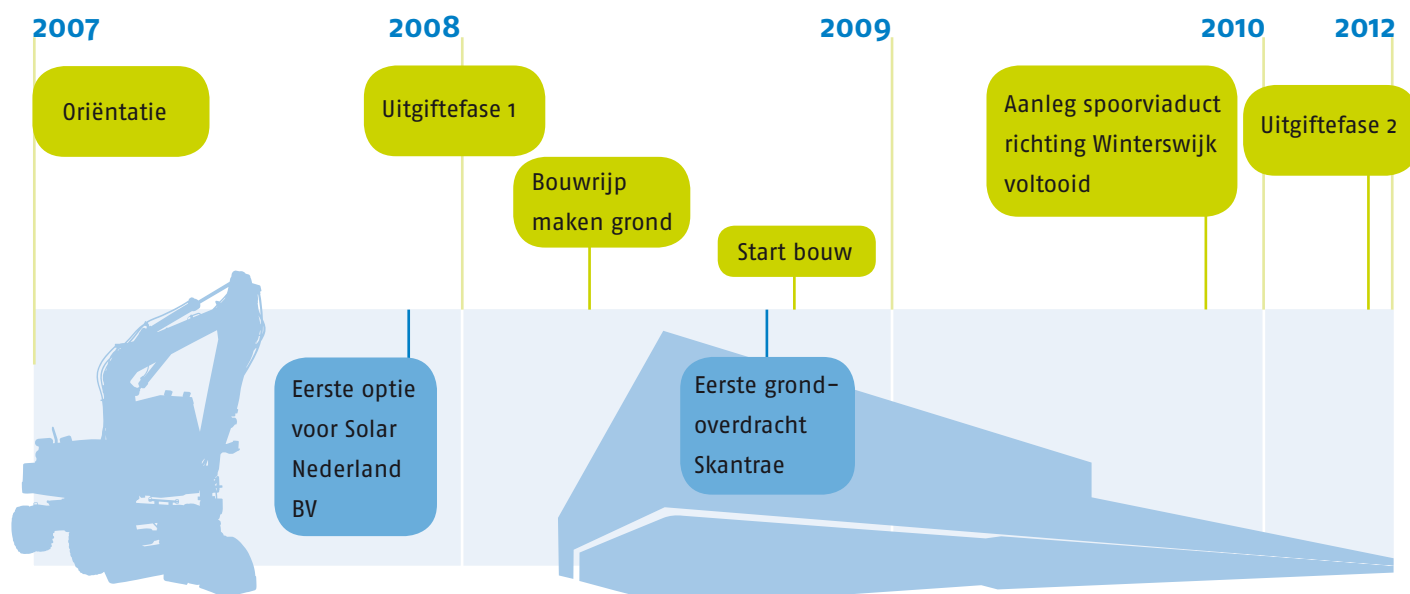 2007
2008
2009
2010
2012
Oriëntatie
Uitgiftefase 1
Bouwrijp
maken grond
Start bouw
Aanleg spoorviaduct
richting Winterswijk
voltooid
Uitgiftefase 2
Eerste optie
voor Solar
Nederland
BV
Eerste grond-
overdracht
Skantrae